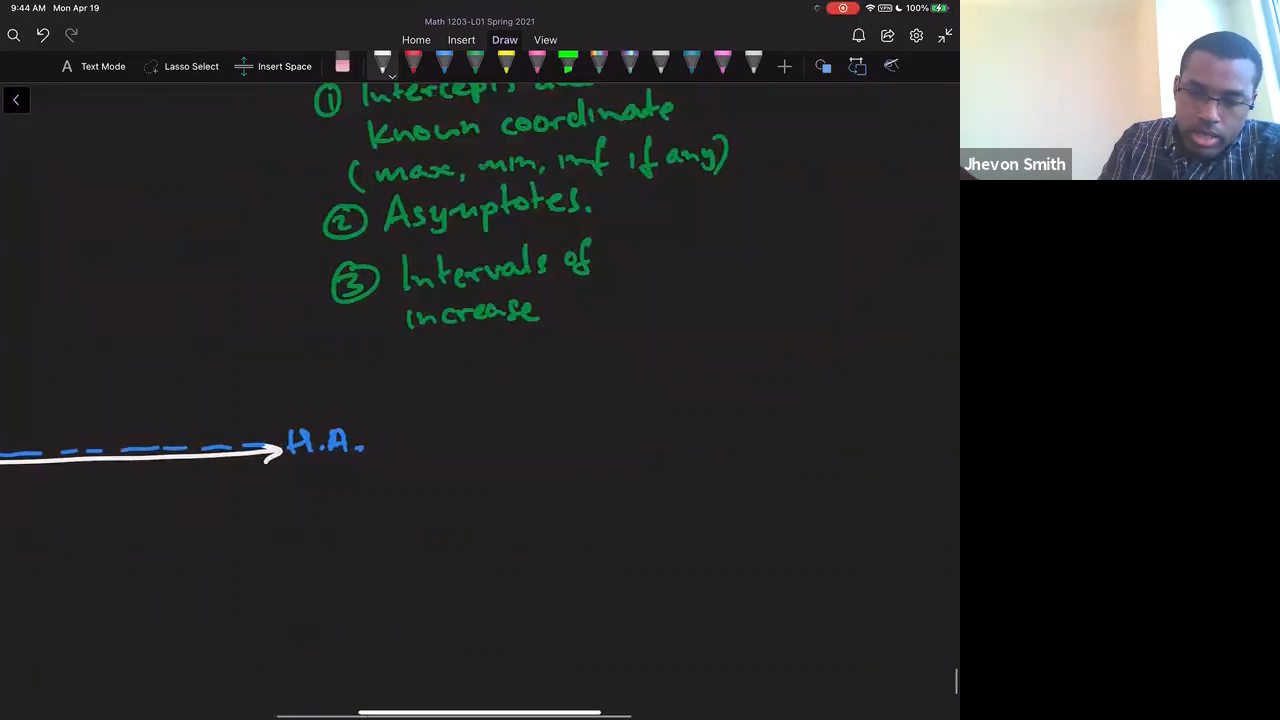 9:44 AM Mon Apr 19
VPN 100%
Math 1203-L01 Spring 2021
Home Insert Draw View
Text Mode Lasso Select Insert Space
① Intercepts
known coordinate
(max, min, inf if any)
② Asymptotes.
③ Intervals of
increase
H.A.
Jhevon Smith